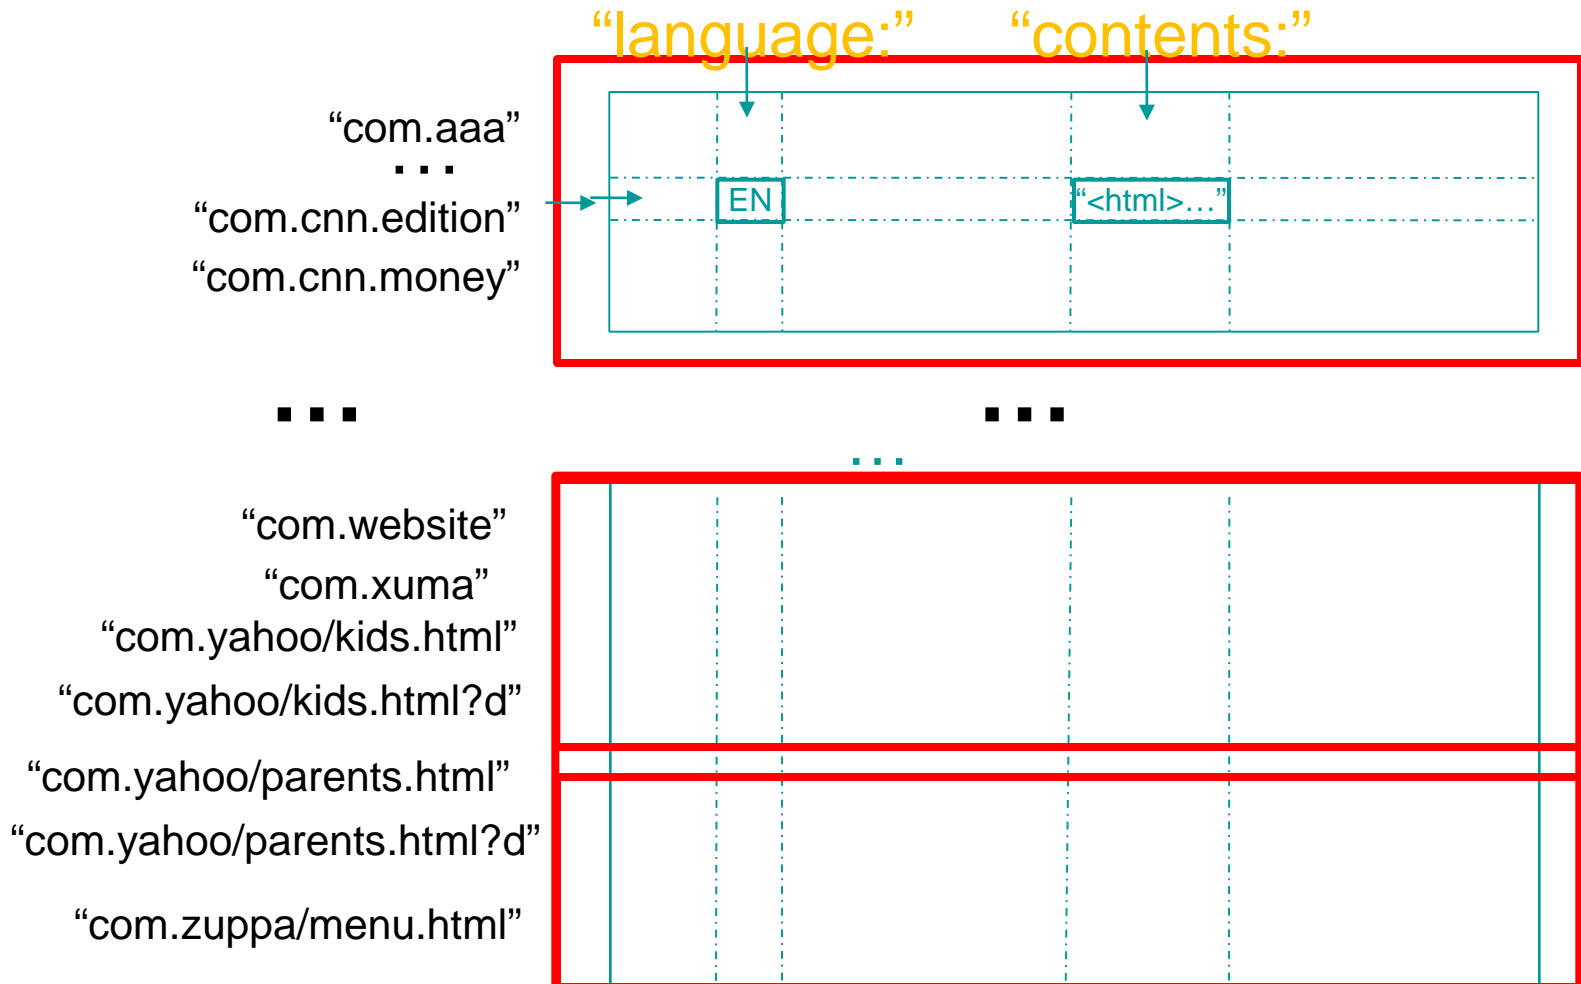 “language:” “contents:”
“com.aaa”
...
“com.cnn.edition” EN “<html>…”
“com.cnn.money”
... ...
...
“com.website”
“com.xuma”
“com.yahoo/kids.html”
“com.yahoo/kids.html?d”
“com.yahoo/parents.html”
“com.yahoo/parents.html?d”
“com.zuppa/menu.html”